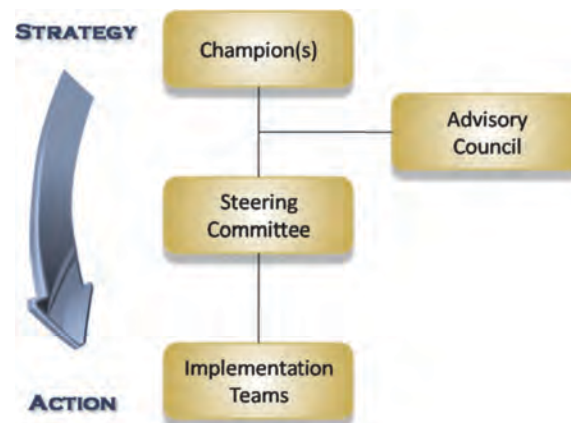 STRATEGY
Champion(s)
Advisory
Council
Steering
Committee
Implementation
Teams
ACTION